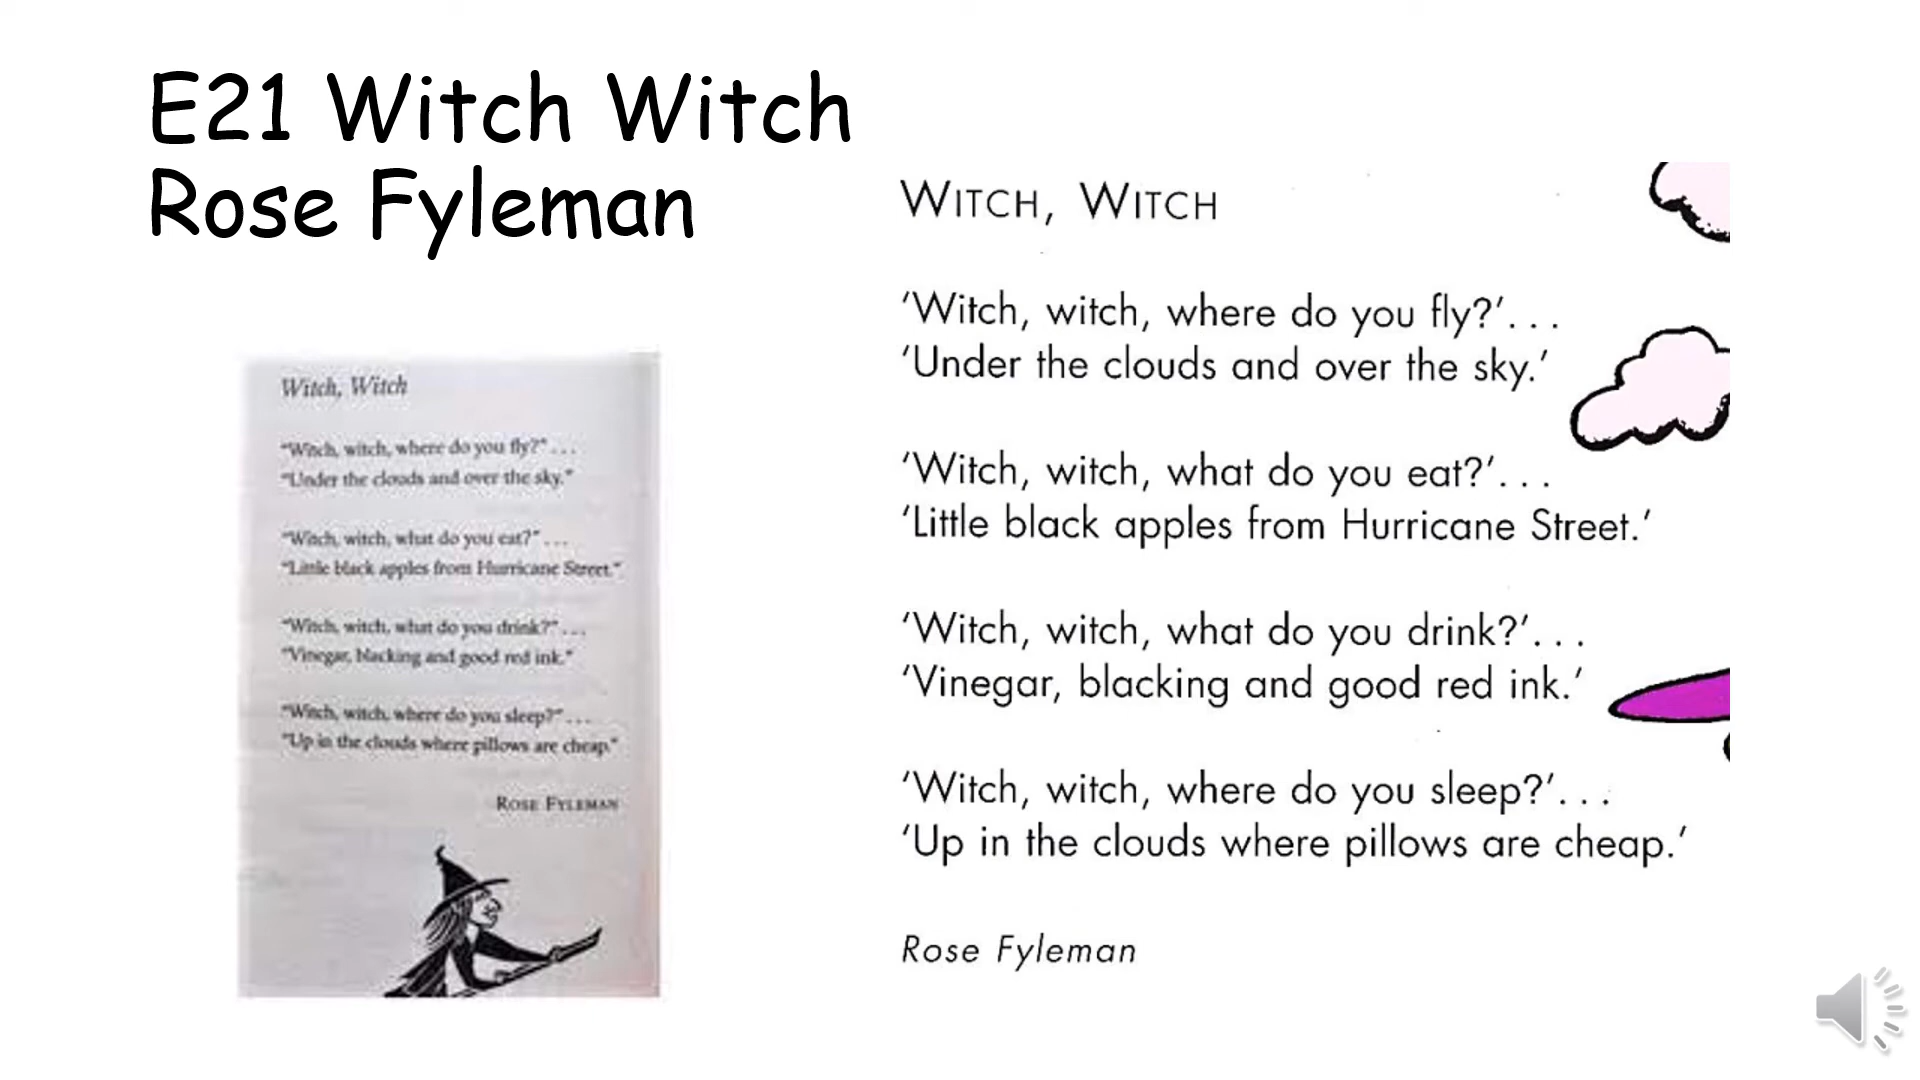 E21 Witch Witch
Rose Fyleman
Witch, Witch
“Witch, witch, where do you fly?” . . .
“Under the clouds and over the sky.”
“Witch, witch, what do you eat?” . . .
“Little black apples from Hurricane Street.”
“Witch, witch, what do you drink?” . . .
“Vinegar, blacking and good red ink.”
“Witch, witch, where do you sleep?” . . .
“Up in the clouds where pillows are cheap.”
ROSE FYLEMAN
WITCH, WITCH
‘Witch, witch, where do you fly?’. . .
‘Under the clouds and over the sky.’
‘Witch, witch, what do you eat?’. . .
‘Little black apples from Hurricane Street.’
‘Witch, witch, what do you drink?’. . .
‘Vinegar, blacking and good red ink.’
‘Witch, witch, where do you sleep?’. . .
‘Up in the clouds where pillows are cheap.’
Rose Fyleman